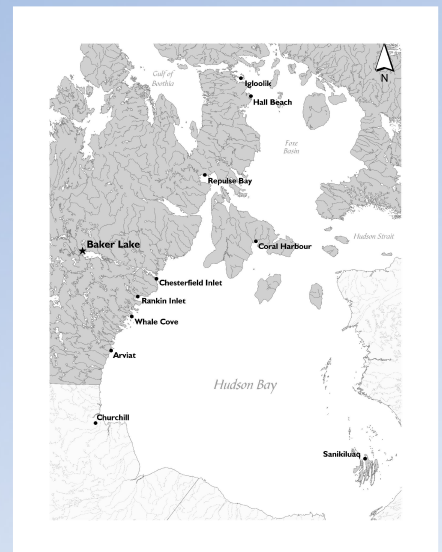 N
Gulf of
Boothia
Igloolik
Hall Beach
Foxe
Basin
Repulse Bay
Hudson Strait
Baker Lake
Coral Harbour
Chesterfield Inlet
Rankin Inlet
Whale Cove
Arviat
Hudson Bay
Churchill
Sanikiluaq